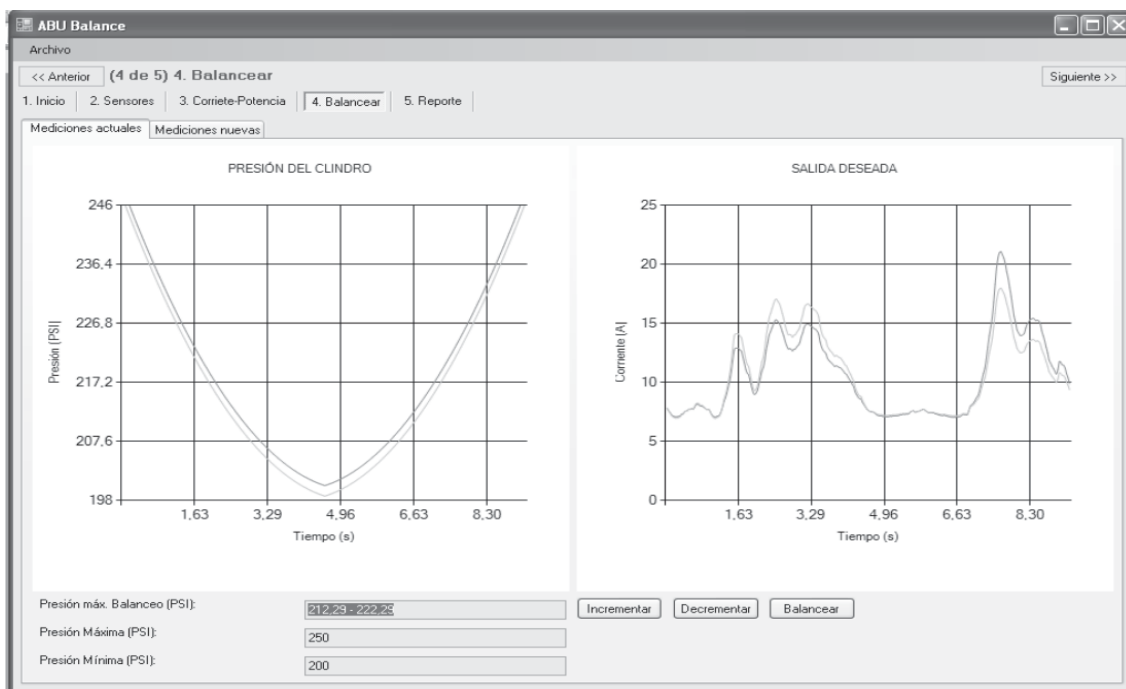 ABU Balance
Archivo
<< Anterior (4 de 5) 4. Balancear Siguiente >>
1. Inicio 2. Sensores 3. Corriete-Potencia 4. Balancear 5. Reporte
Mediciones actuales Mediciones nuevas
PRESIÓN DEL CLINDRO
246
236,4
226,8
217,2
207,6
198
Presión [PSI]
1,63 3,29 4,96 6,63 8,30
Tiempo (s)
SALIDA DESEADA
25
20
15
10
5
0
Corriente [A]
1,63 3,29 4,96 6,63 8,30
Tiempo (s)
Presión máx. Balanceo (PSI): 212,29 - 222,29 Incrementar Decrementar Balancear
Presión Máxima (PSI): 250
Presión Mínima (PSI): 200